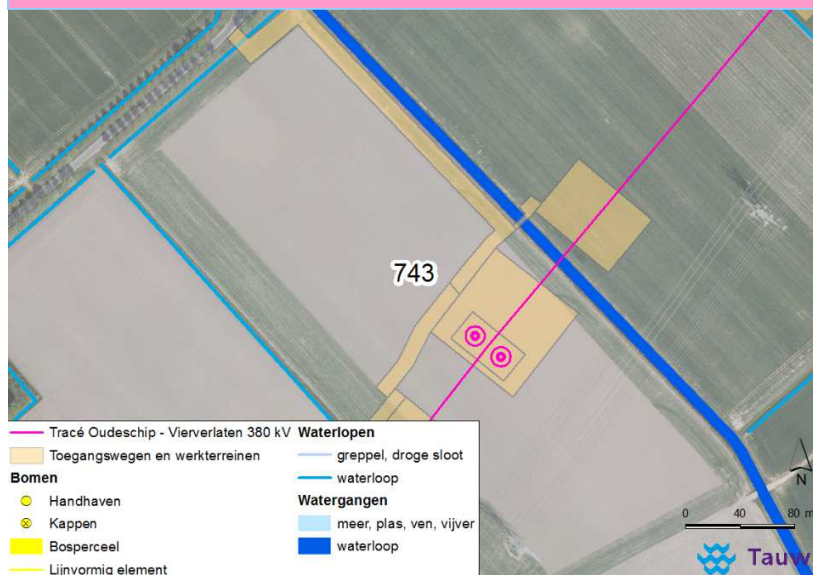 743
Tracé Oudeschip - Vierverlaten 380 kV
Toegangswegen en werkterreinen
Bomen
Handhaven
Kappen
Bosperceel
Lijnvormig element
Waterlopen
greppel, droge sloot
waterloop
Watergangen
meer, plas, ven, vijver
waterloop
N
0 40 80 m
Tauw